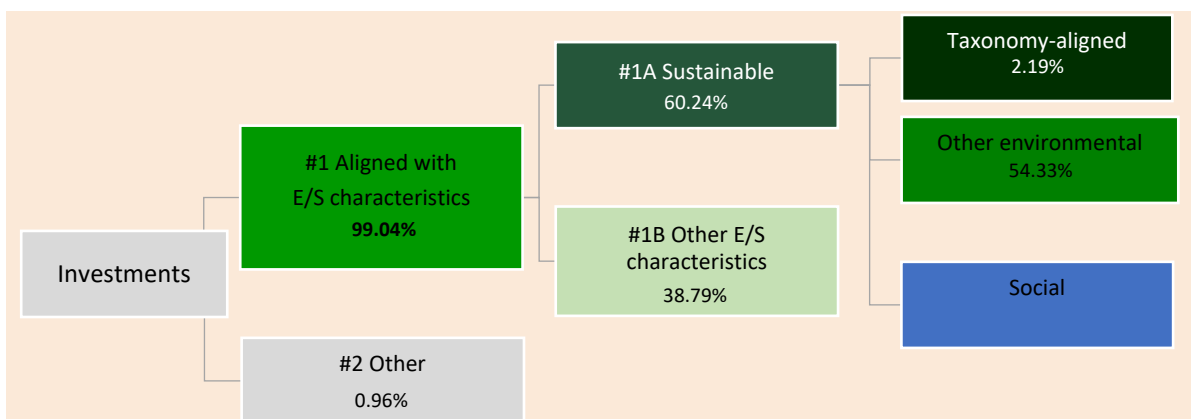 Investments
#1 Aligned with
E/S characteristics
99.04%
#2 Other
0.96%
#1A Sustainable
60.24%
#1B Other E/S
characteristics
38.79%
Taxonomy-aligned
2.19%
Other environmental
54.33%
Social